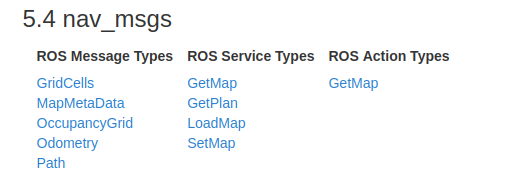 5.4 nav_msgs
ROS Message Types ROS Service Types ROS Action Types
GridCells GetMap GetMap
MapMetaData GetPlan
OccupancyGrid LoadMap
Odometry SetMap
Path